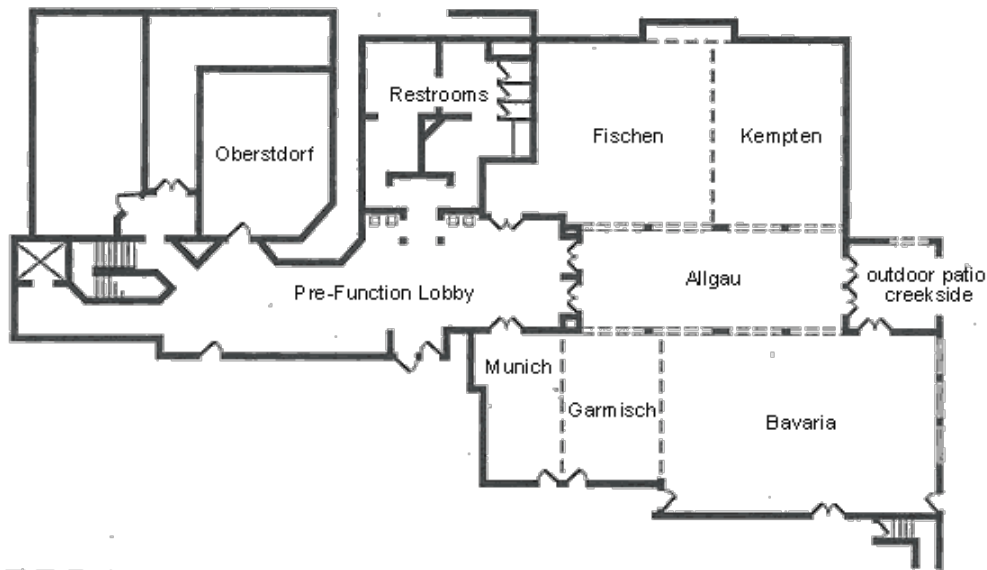 Restrooms
Fischen
Kempten
Oberstdorf
Allgau
outdoor patio
creekside
Pre-Function Lobby
Munich
Garmisch
Bavaria